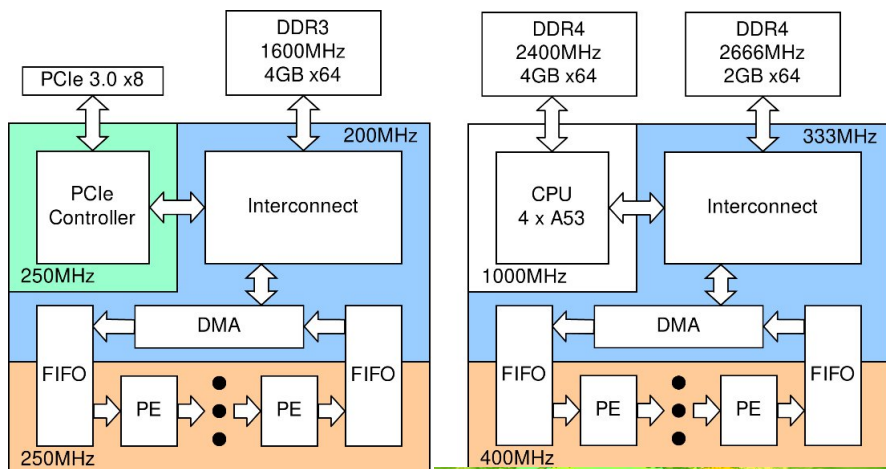 DDR3
1600MHz
4GB x64
PCIe 3.0 x8
200MHz
PCIe
Controller
Interconnect
250MHz
FIFO
DMA
FIFO
PE
PE
250MHz
DDR4
2400MHz
4GB x64
DDR4
2666MHz
2GB x64
333MHz
CPU
4 x A53
Interconnect
1000MHz
FIFO
DMA
FIFO
PE
PE
400MHz